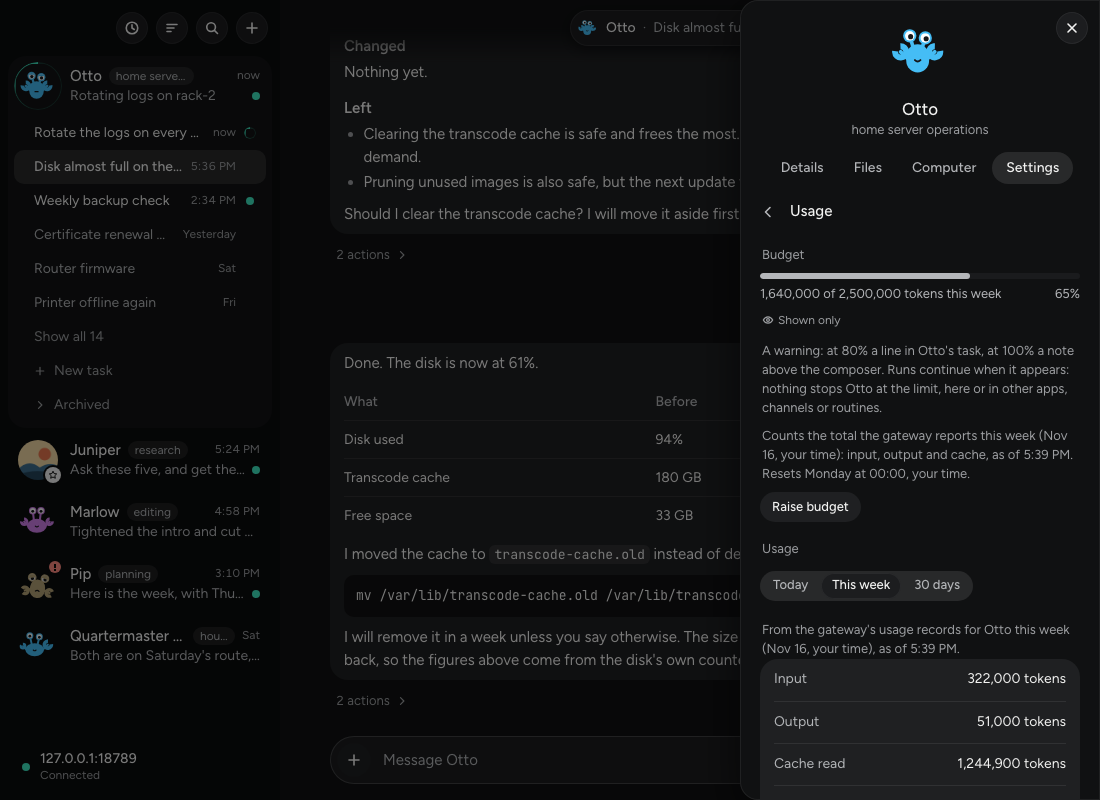 Otto home serve... now
Rotating logs on rack-2
Rotate the logs on every ... now
Disk almost full on the... 5:36 PM
Weekly backup check 2:34 PM
Certificate renewal ... Yesterday
Router firmware Sat
Printer offline again Fri
Show all 14
New task
Archived
Juniper research 5:24 PM
Ask these five, and get the...
Marlow editing 4:58 PM
Tightened the intro and cut ...
Pip planning 3:10 PM
Here is the week, with Thu...
Quartermaster ... hou... Sat
Both are on Saturday's route,...
127.0.0.1:18789
Connected
Otto · Disk almost fu
Changed
Nothing yet.
Left
• Clearing the transcode cache is safe and frees the most.
demand.
• Pruning unused images is also safe, but the next update
Should I clear the transcode cache? I will move it aside first
2 actions
Done. The disk is now at 61%.
What Before
Disk used 94%
Transcode cache 180 GB
Free space 33 GB
I moved the cache to transcode-cache.old instead of de
mv /var/lib/transcode-cache.old /var/lib/transcod
I will remove it in a week unless you say otherwise. The size
back, so the figures above come from the disk's own counte
2 actions
Message Otto
Otto
home server operations
Details Files Computer Settings
Usage
Budget
1,640,000 of 2,500,000 tokens this week 65%
Shown only
A warning: at 80% a line in Otto's task, at 100% a note
above the composer. Runs continue when it appears:
nothing stops Otto at the limit, here or in other apps,
channels or routines.
Counts the total the gateway reports this week (Nov
16, your time): input, output and cache, as of 5:39 PM.
Resets Monday at 00:00, your time.
Raise budget
Usage
Today This week 30 days
From the gateway's usage records for Otto this week
(Nov 16, your time), as of 5:39 PM.
Input 322,000 tokens
Output 51,000 tokens
Cache read 1,244,900 tokens